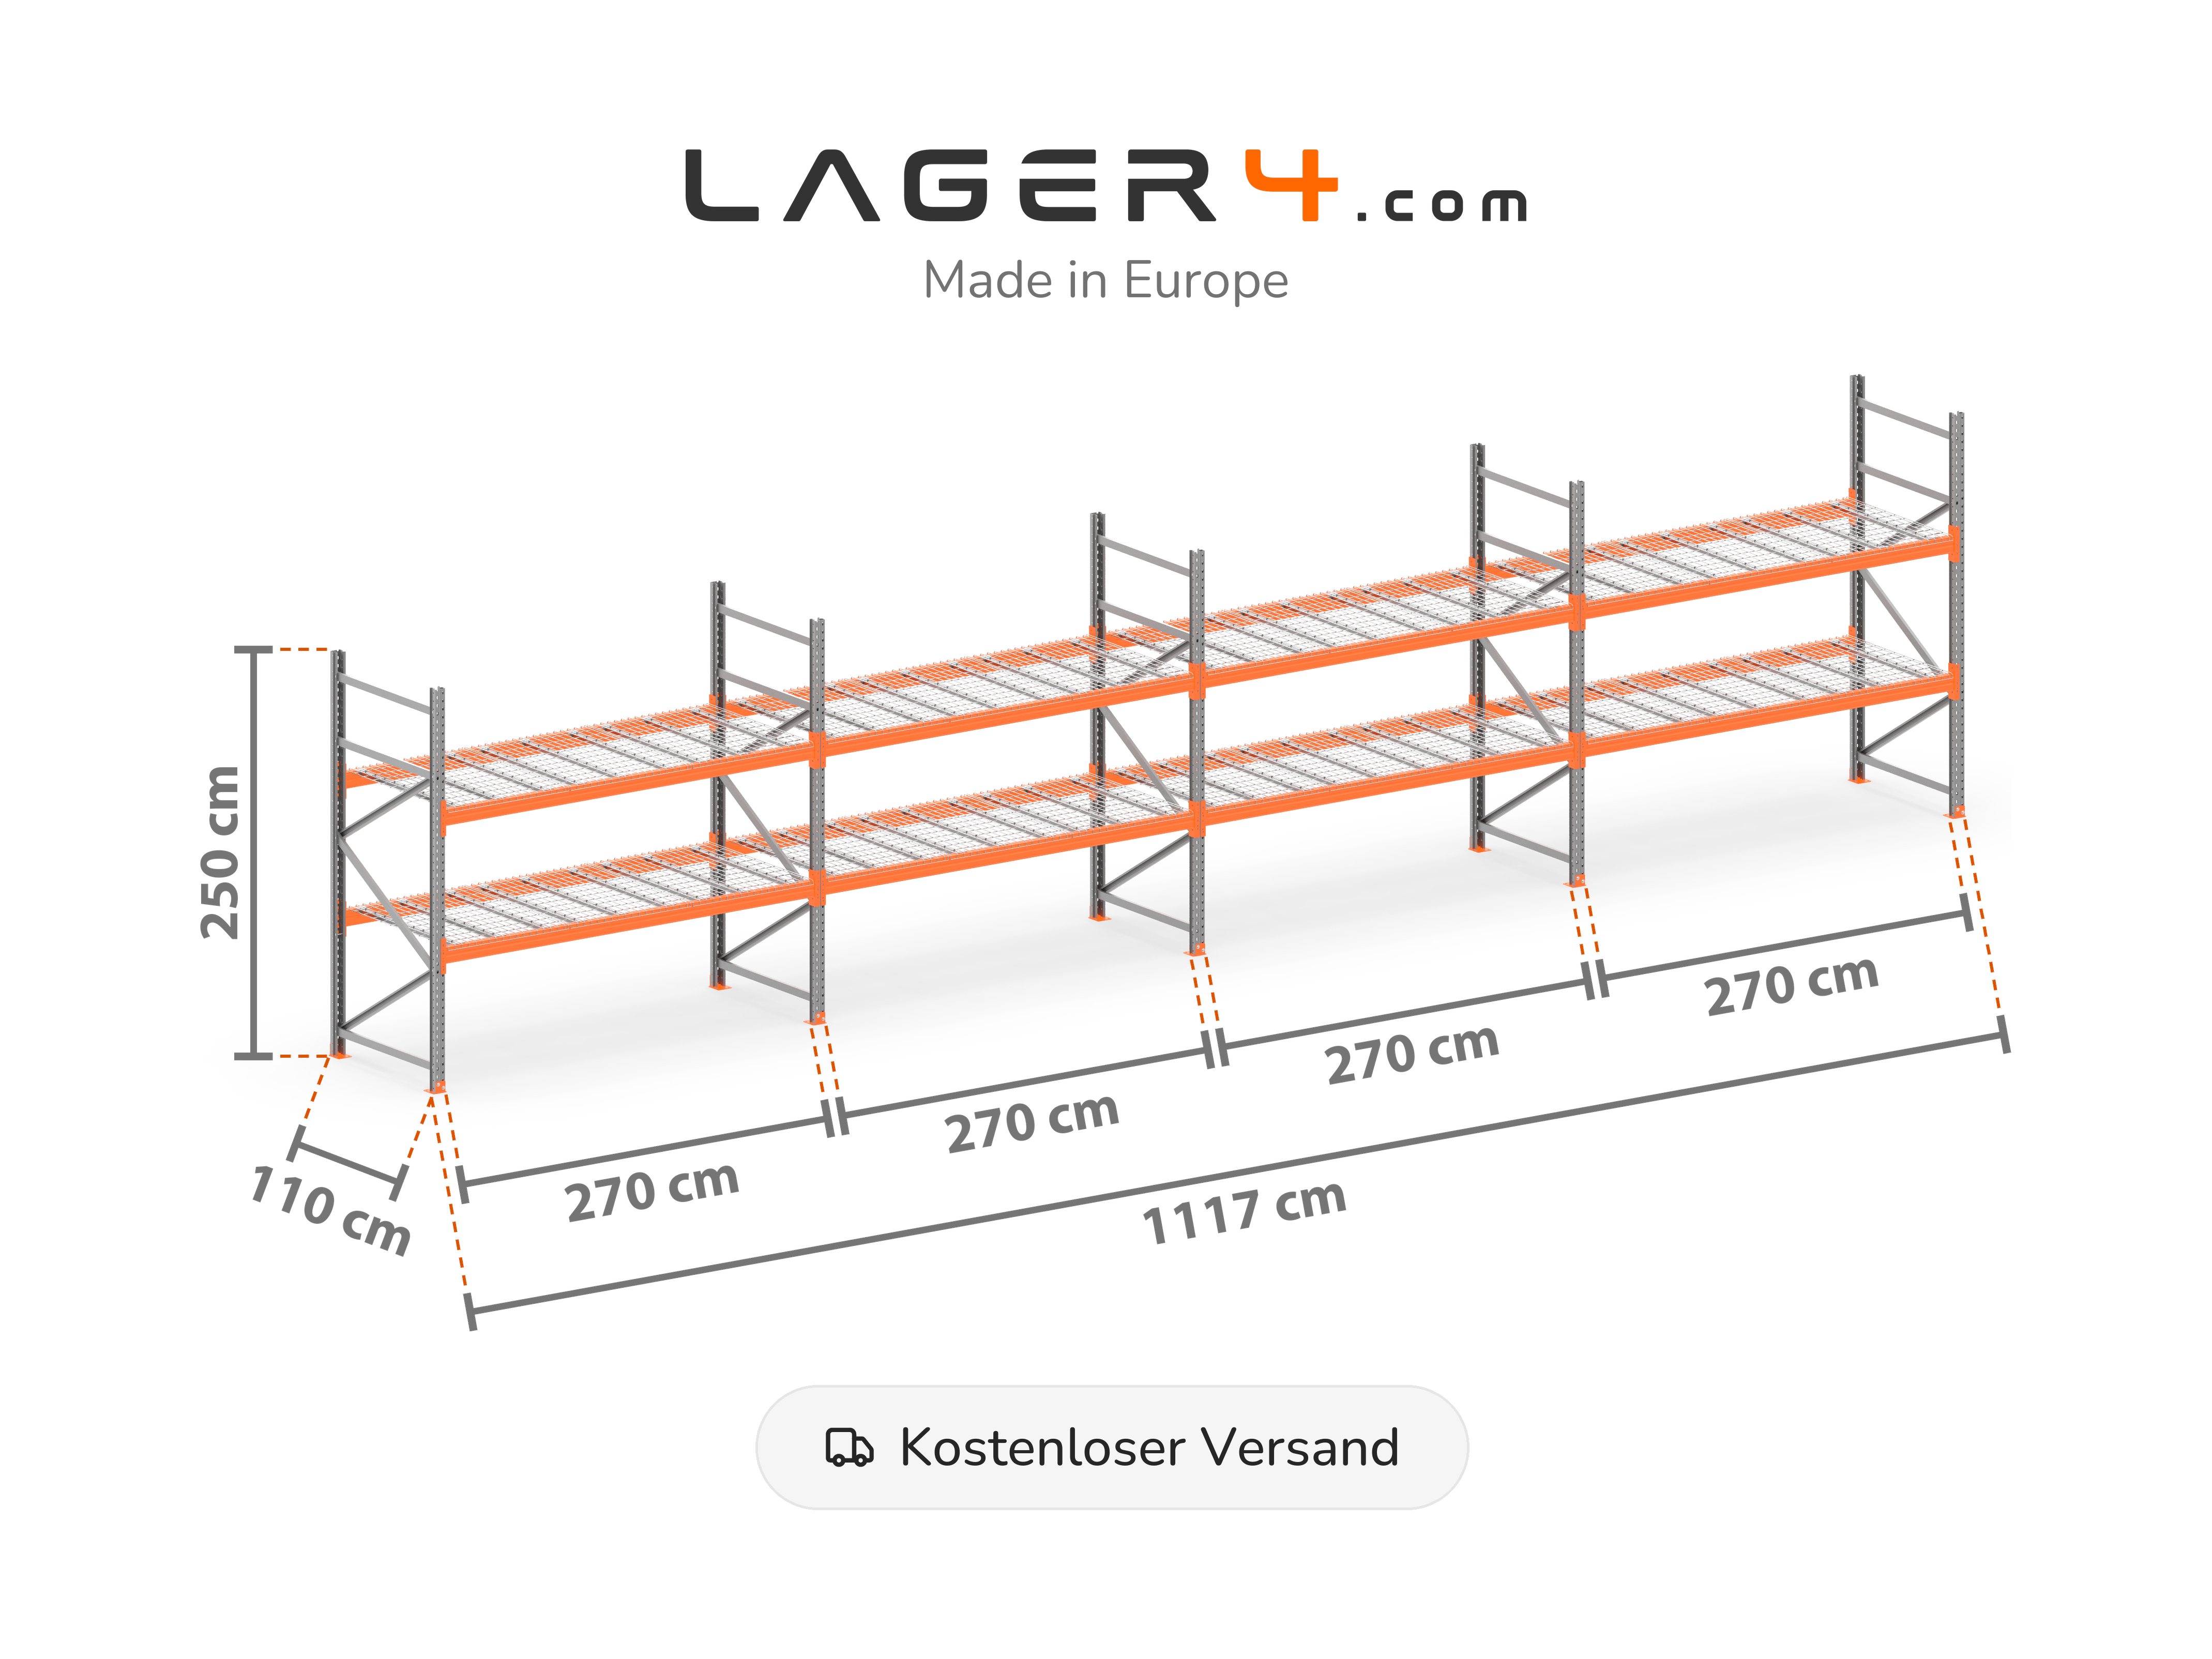 LAGER4.com
Made in Europe
250 cm
110 cm
270 cm
270 cm
270 cm
270 cm
1117 cm
Kostenloser Versand